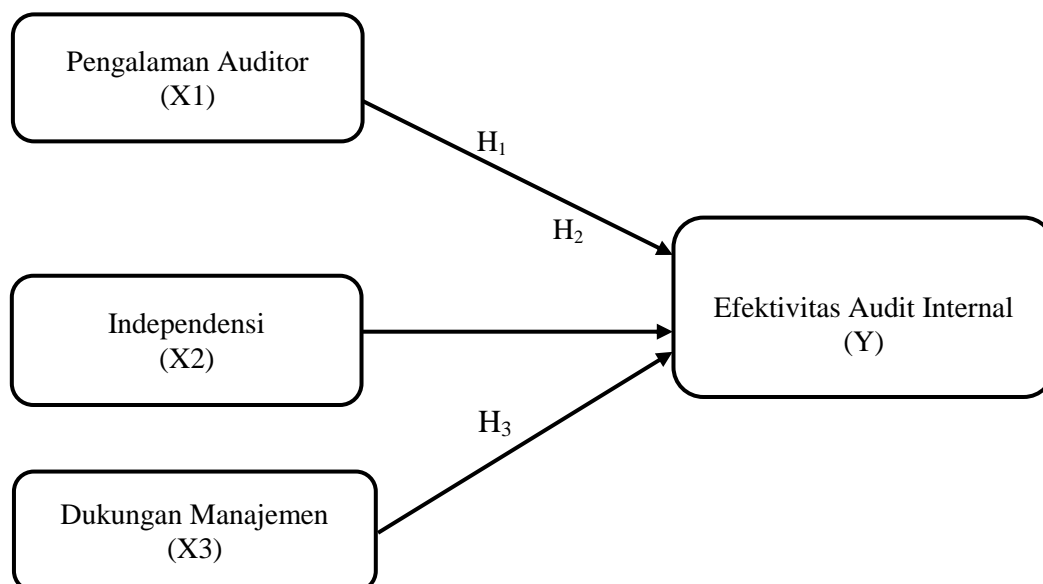 Pengalaman Auditor
(X1)
H₁
H₂
Independensi
(X2)
Efektivitas Audit Internal
(Y)
H₃
Dukungan Manajemen
(X3)